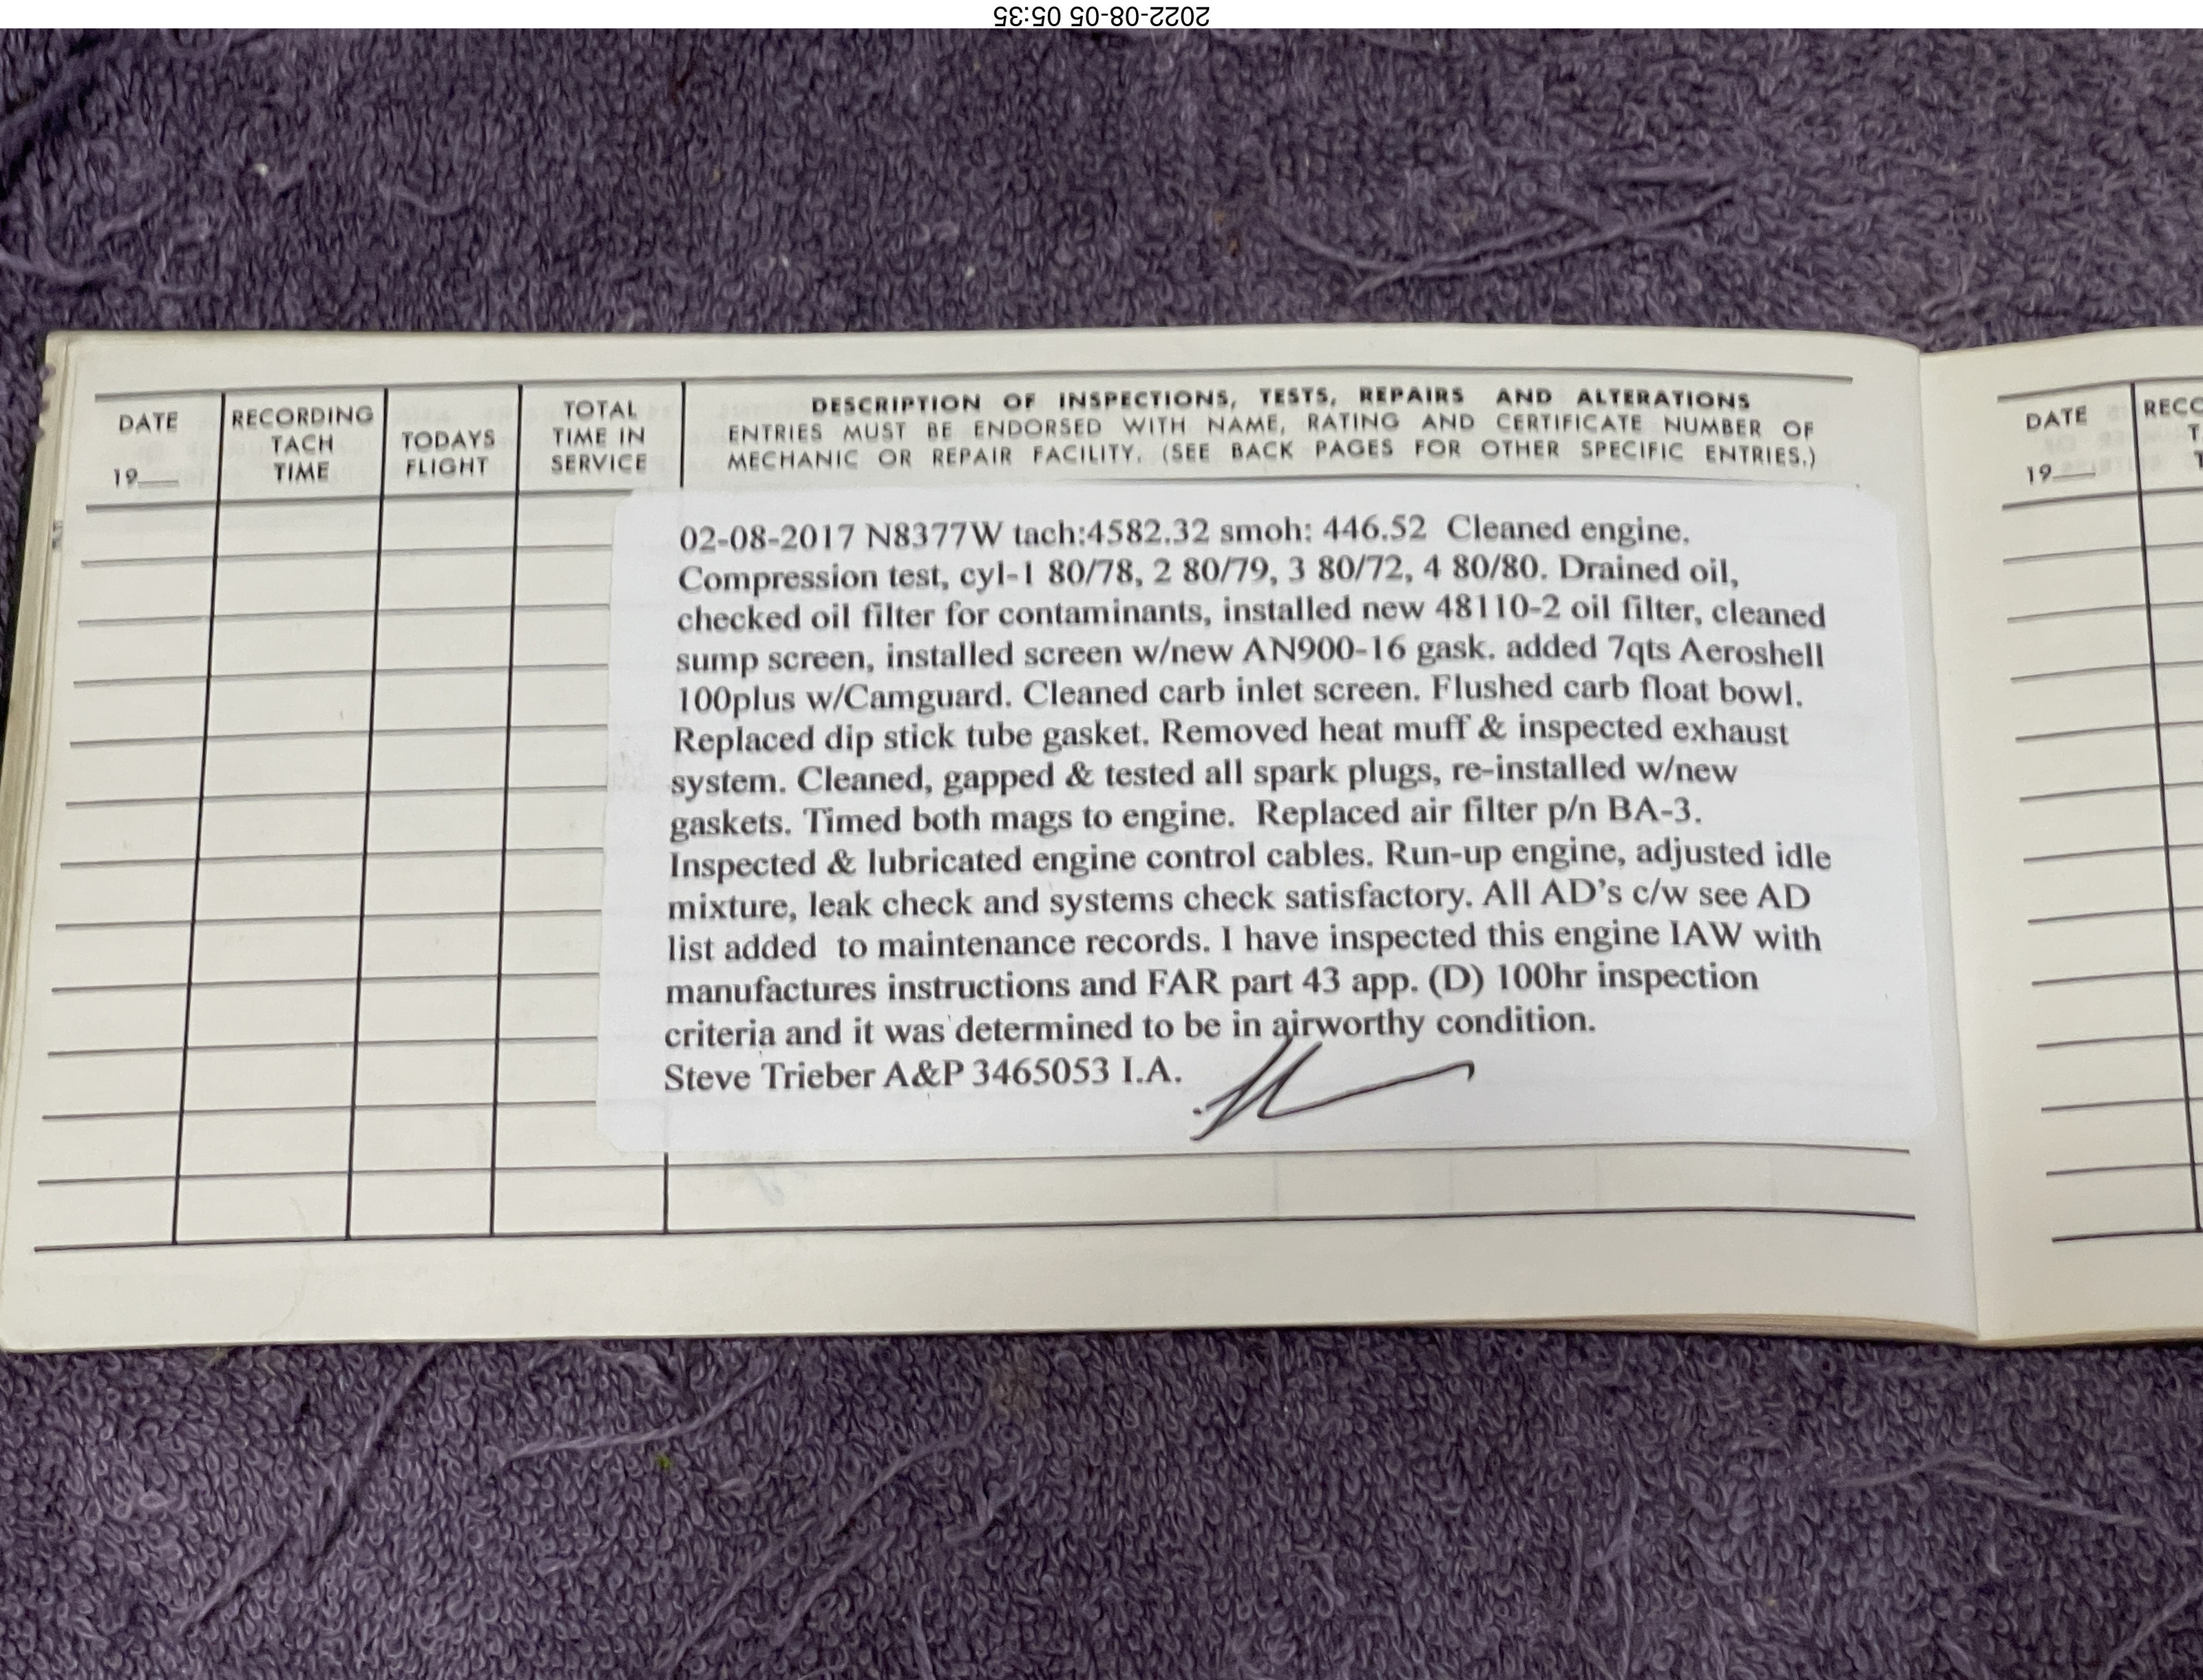 2022-08-05 05:35
DATE
19
RECORDING
TACH
TIME
TODAYS
FLIGHT
TOTAL
TIME IN
SERVICE
DESCRIPTION OF INSPECTIONS, TESTS, REPAIRS AND ALTERATIONS
ENTRIES MUST BE ENDORSED WITH NAME, RATING AND CERTIFICATE NUMBER OF
MECHANIC OR REPAIR FACILITY. (SEE BACK PAGES FOR OTHER SPECIFIC ENTRIES.)
02-08-2017 N8377W tach:4582.32 smoh: 446.52 Cleaned engine.
Compression test, cyl-1 80/78, 2 80/79, 3 80/72, 4 80/80. Drained oil,
checked oil filter for contaminants, installed new 48110-2 oil filter, cleaned
sump screen, installed screen w/new AN900-16 gask. added 7qts Aeroshell
100plus w/Camguard. Cleaned carb inlet screen. Flushed carb float bowl.
Replaced dip stick tube gasket. Removed heat muff & inspected exhaust
system. Cleaned, gapped & tested all spark plugs, re-installed w/new
gaskets. Timed both mags to engine. Replaced air filter p/n BA-3.
Inspected & lubricated engine control cables. Run-up engine, adjusted idle
mixture, leak check and systems check satisfactory. All AD's c/w see AD
list added to maintenance records. I have inspected this engine IAW with
manufactures instructions and FAR part 43 app. (D) 100hr inspection
criteria and it was determined to be in airworthy condition.
Steve Trieber A&P 3465053 I.A.
DATE
19
RECO
T
T